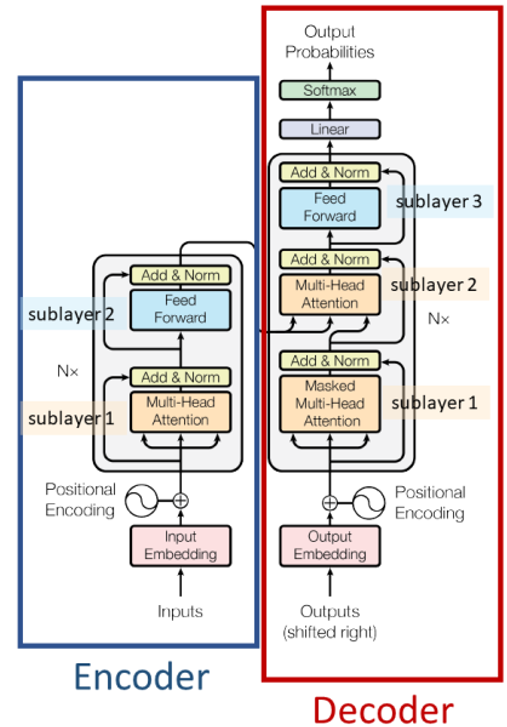 Output
Probabilities
Softmax
Linear
Add & Norm
Feed
Forward
sublayer 3
Add & Norm
Multi-Head
Attention
sublayer 2
N×
Add & Norm
Masked
Multi-Head
Attention
sublayer 1
Positional
Encoding
Output
Embedding
Outputs
(shifted right)
Decoder
Add & Norm
Feed
Forward
sublayer 2
N×
Add & Norm
Multi-Head
Attention
sublayer 1
Positional
Encoding
Input
Embedding
Inputs
Encoder